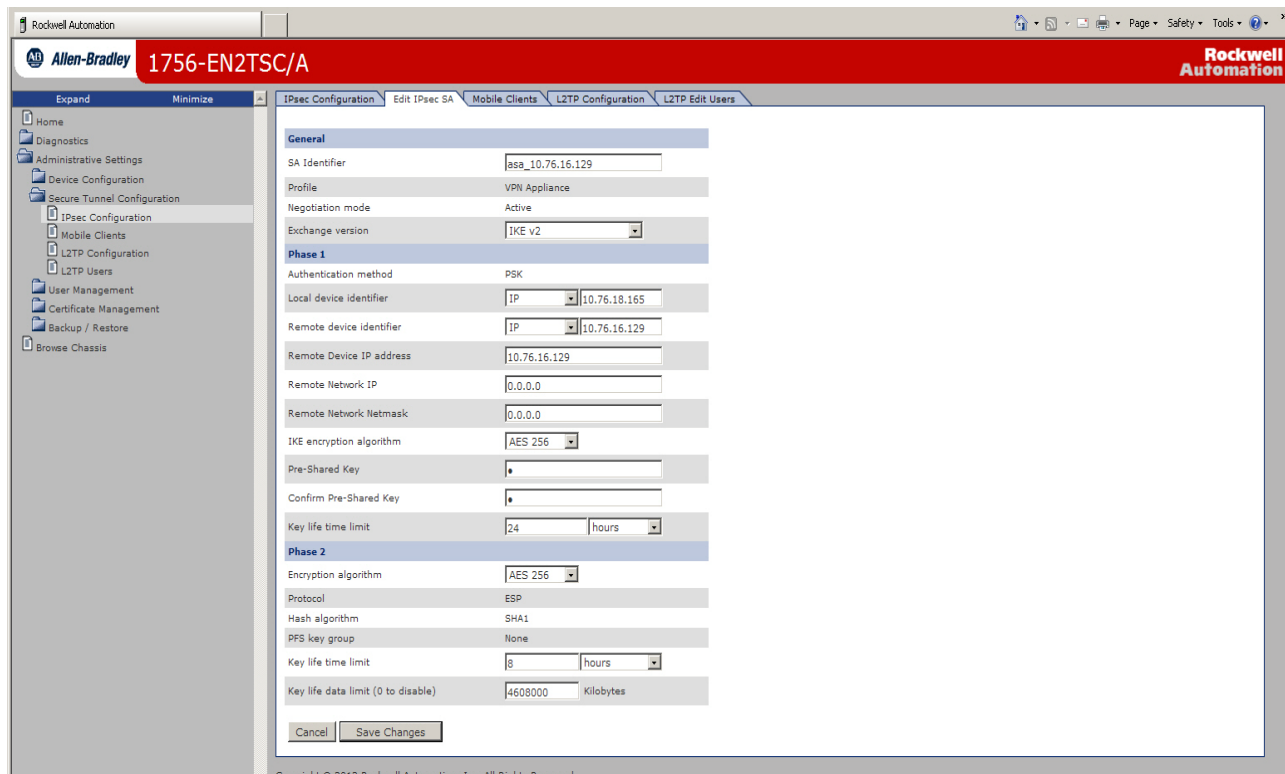 Rockwell Automation
Page Safety Tools
AB Allen-Bradley 1756-EN2TSC/A
Rockwell
Automation
Expand Minimize
Home
Diagnostics
Administrative Settings
Device Configuration
Secure Tunnel Configuration
IPsec Configuration
Mobile Clients
L2TP Configuration
L2TP Users
User Management
Certificate Management
Backup / Restore
Browse Chassis
IPsec Configuration Edit IPsec SA Mobile Clients L2TP Configuration L2TP Edit Users
General
SA Identifier asa_10.76.16.129
Profile VPN Appliance
Negotiation mode Active
Exchange version IKE v2
Phase 1
Authentication method PSK
Local device identifier IP 10.76.18.165
Remote device identifier IP 10.76.16.129
Remote Device IP address 10.76.16.129
Remote Network IP 0.0.0.0
Remote Network Netmask 0.0.0.0
IKE encryption algorithm AES 256
Pre-Shared Key •
Confirm Pre-Shared Key •
Key life time limit 24 hours
Phase 2
Encryption algorithm AES 256
Protocol ESP
Hash algorithm SHA1
PFS key group None
Key life time limit 8 hours
Key life data limit (0 to disable) 4608000 Kilobytes
Cancel Save Changes